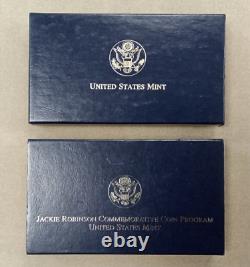 UNITED STATES MINT
JACKIE ROBINSON COMMEMORATIVE COIN PROGRAM
UNITED STATES MINT